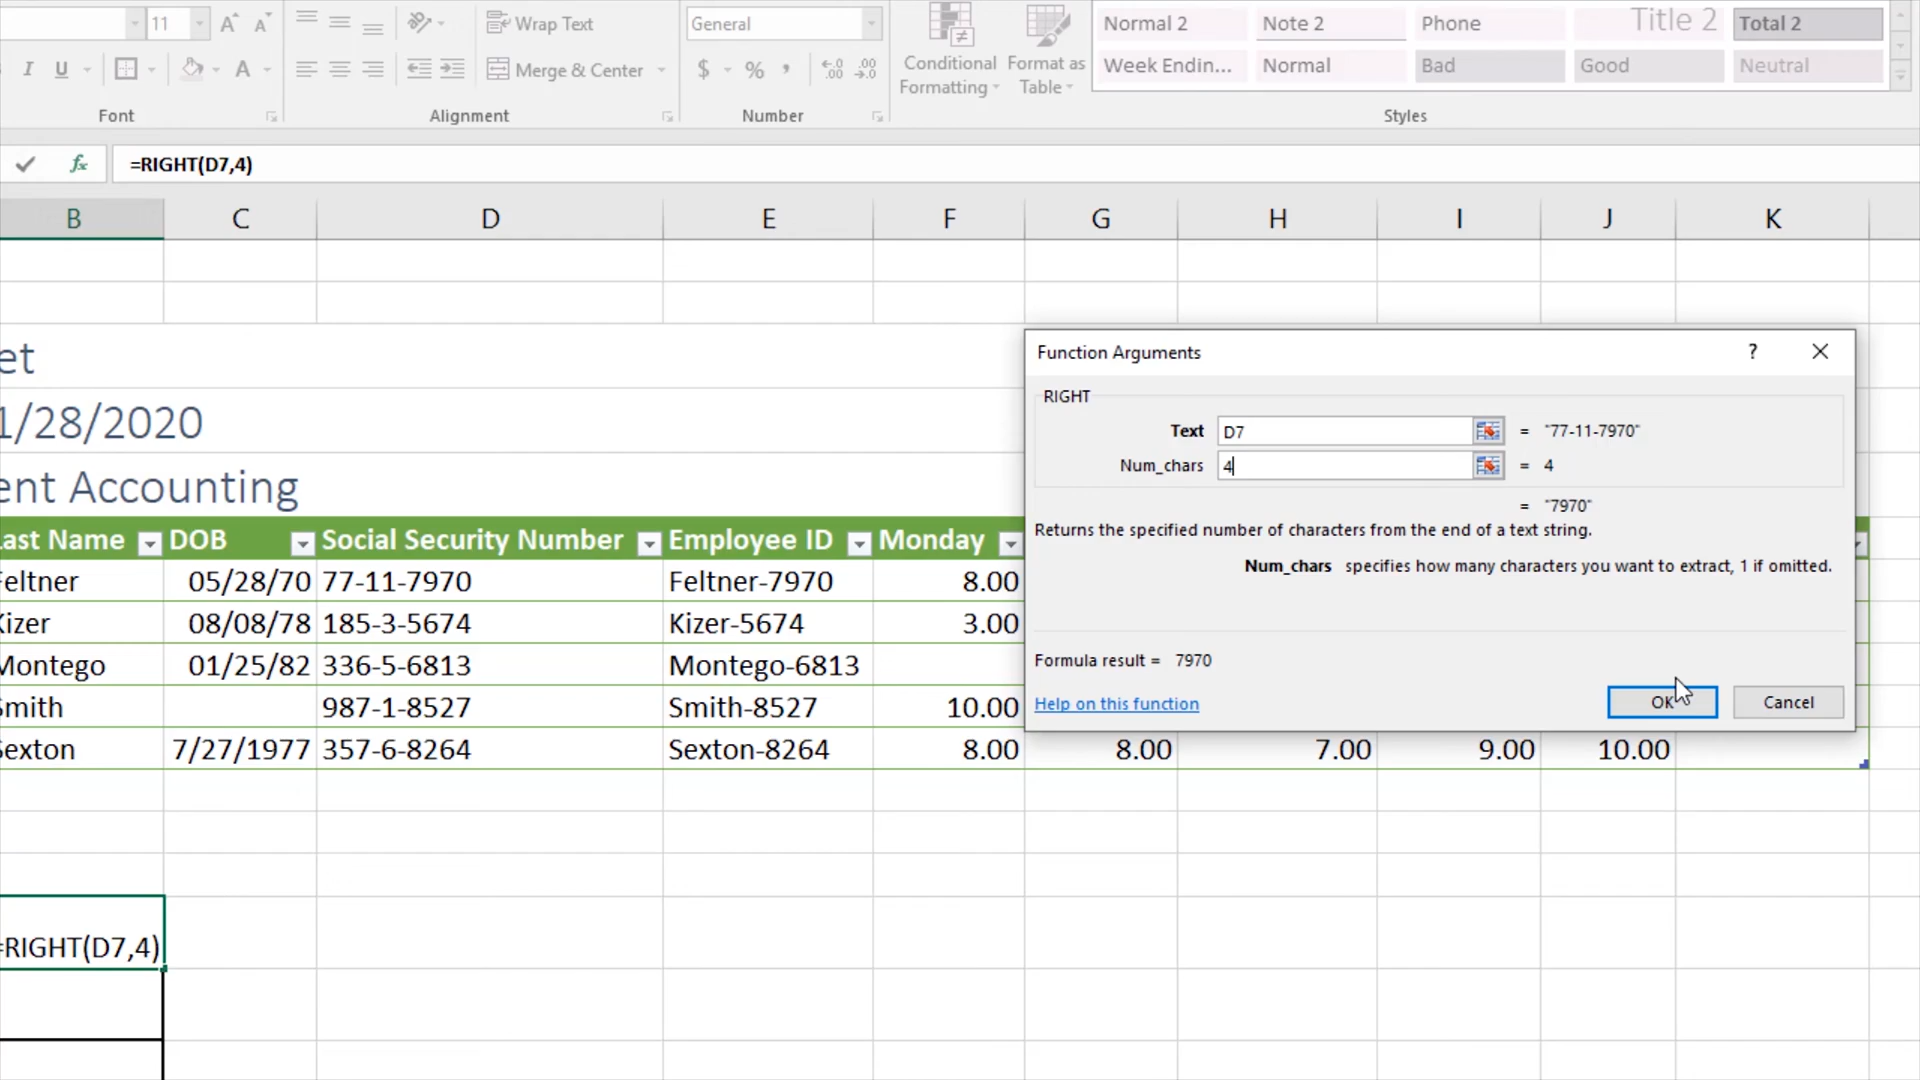 11 A A Wrap Text General Normal 2 Note 2 Phone Title 2 Total 2
I U A Merge & Center $ % , Conditional Formatting Format as Table Week Endin... Normal Bad Good Neutral
Font Alignment Number Styles
fx =RIGHT(D7,4)
B C D E F G H I J K
et
1/28/2020
ent Accounting
Last Name DOB Social Security Number Employee ID Monday
Feltner 05/28/70 77-11-7970 Feltner-7970 8.00
Kizer 08/08/78 185-3-5674 Kizer-5674 3.00
Montego 01/25/82 336-5-6813 Montego-6813
Smith 987-1-8527 Smith-8527 10.00
Sexton 7/27/1977 357-6-8264 Sexton-8264 8.00 8.00 7.00 9.00 10.00
=RIGHT(D7,4)
Function Arguments ?
RIGHT
Text D7 = "77-11-7970"
Num_chars 4 = 4
= "7970"
Returns the specified number of characters from the end of a text string.
Num_chars specifies how many characters you want to extract, 1 if omitted.
Formula result = 7970
Help on this function OK Cancel